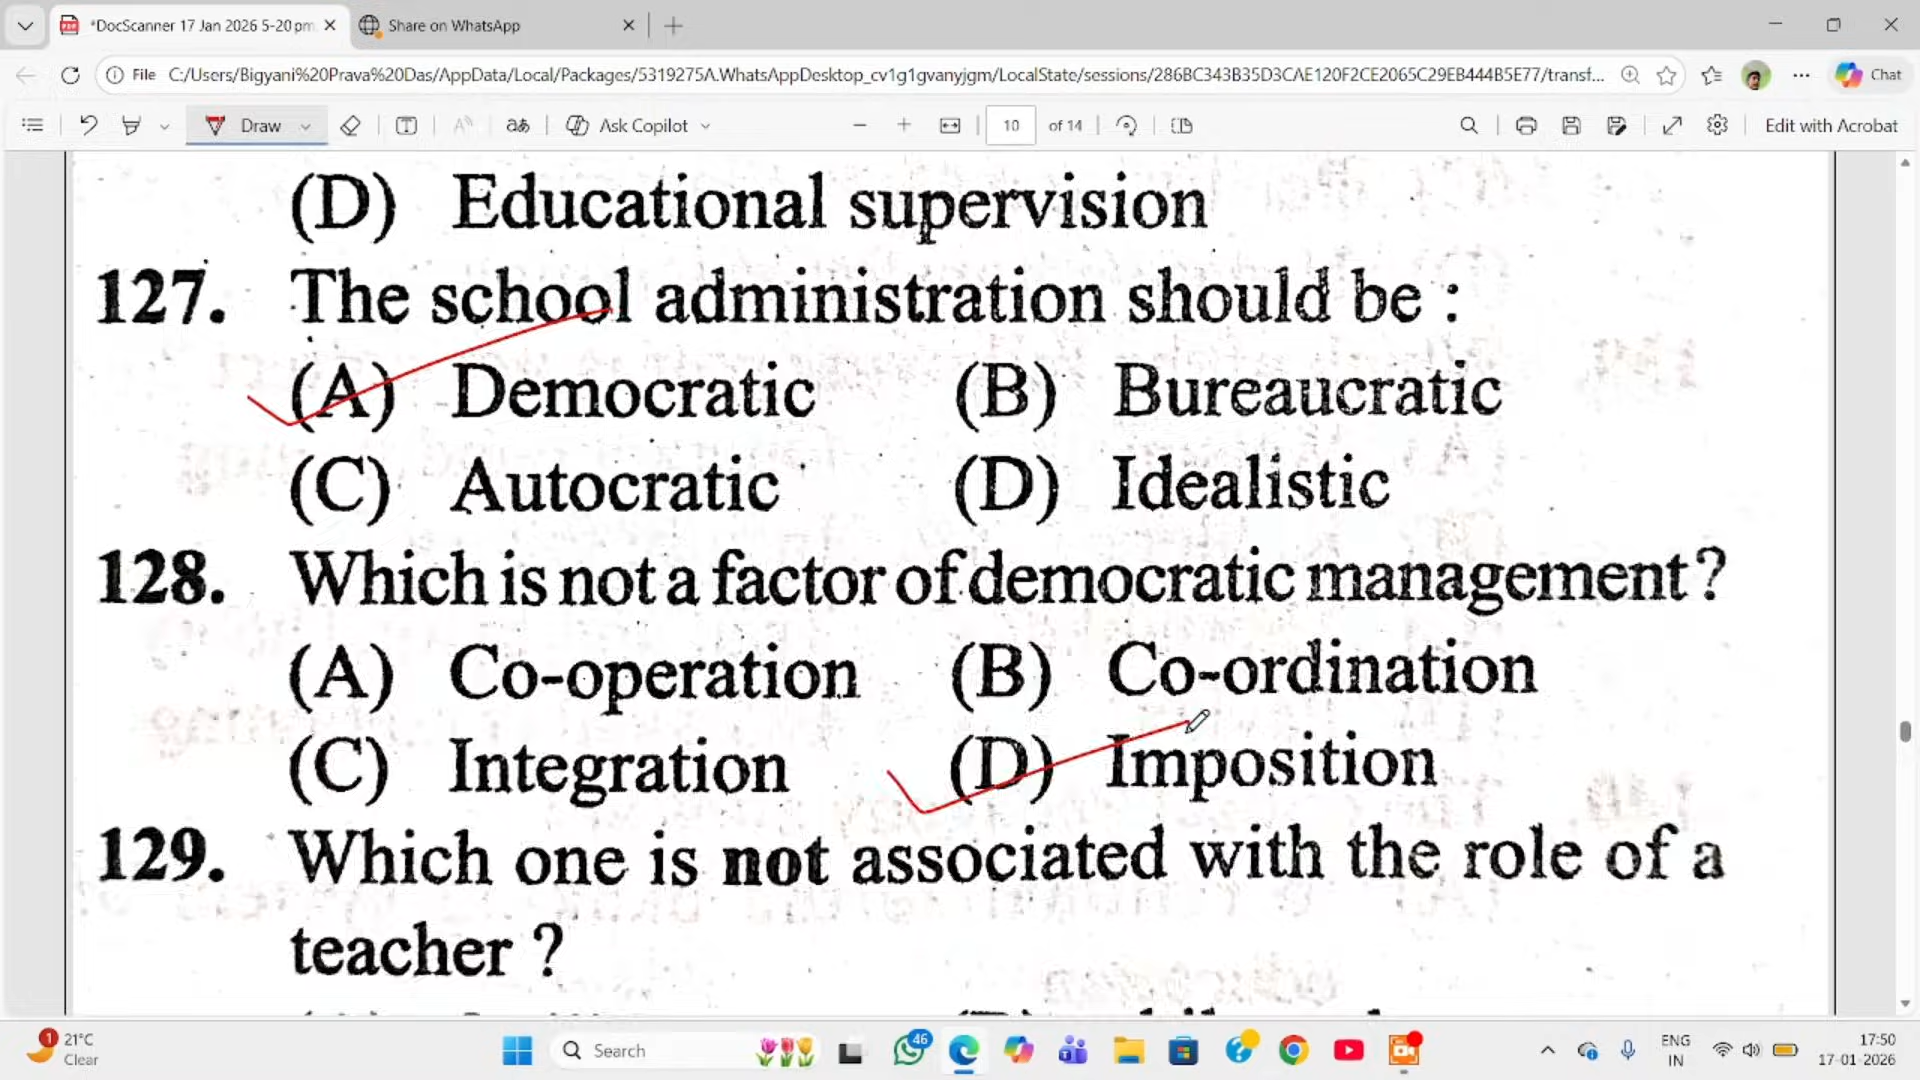 *DocScanner 17 Jan 2026 5-20 pm
Share on WhatsApp
File C:/Users/Bigyani%20Prava%20Das/AppData/Local/Packages/5319275A.WhatsAppDesktop_cv1g1gvanyjgm/LocalState/sessions/286BC343B35D3CAE120F2CE2065C29EB444B5E77/transf...
Chat
Draw
Ask Copilot
10 of 14
Edit with Acrobat
(D) Educational supervision
127. The school administration should be :
(A) Democratic (B) Bureaucratic
(C) Autocratic (D) Idealistic
128. Which is not a factor of democratic management ?
(A) Co-operation (B) Co-ordination
(C) Integration (D) Imposition
129. Which one is not associated with the role of a
teacher ?
1
21°C
Clear
Search
46
ENG
IN
17:50
17-01-2026